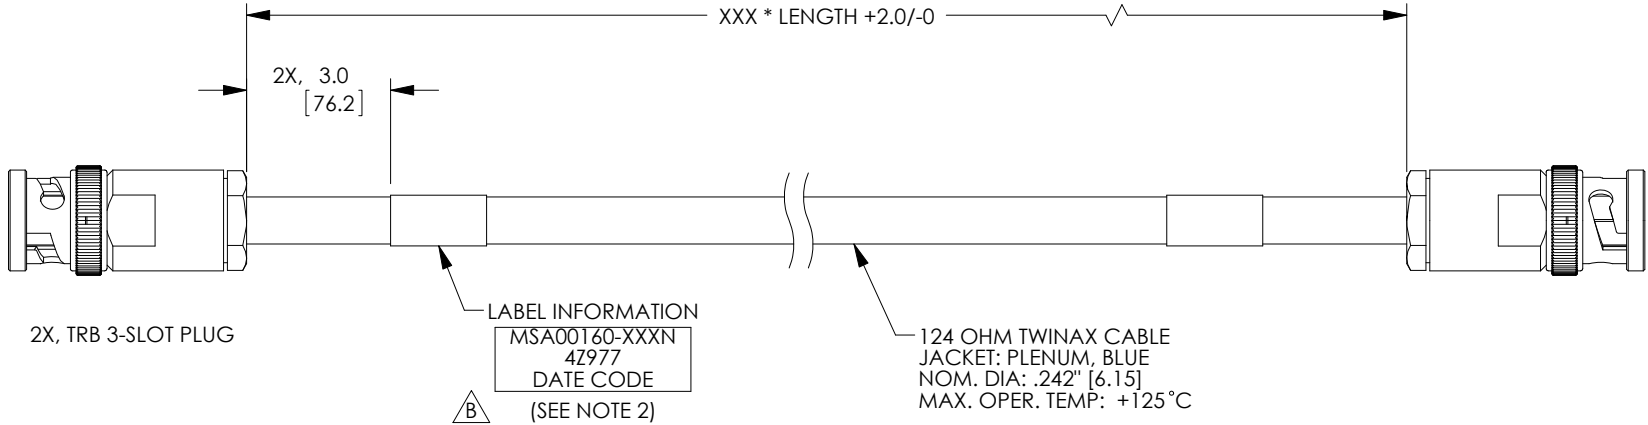 XXX * LENGTH +2.0/-0
2X, 3.0
[76.2]
2X, TRB 3-SLOT PLUG
LABEL INFORMATION
MSA00160-XXXN
4Z977
DATE CODE
B
(SEE NOTE 2)
124 OHM TWINAX CABLE
JACKET: PLENUM, BLUE
NOM. DIA: .242" [6.15]
MAX. OPER. TEMP: +125°C